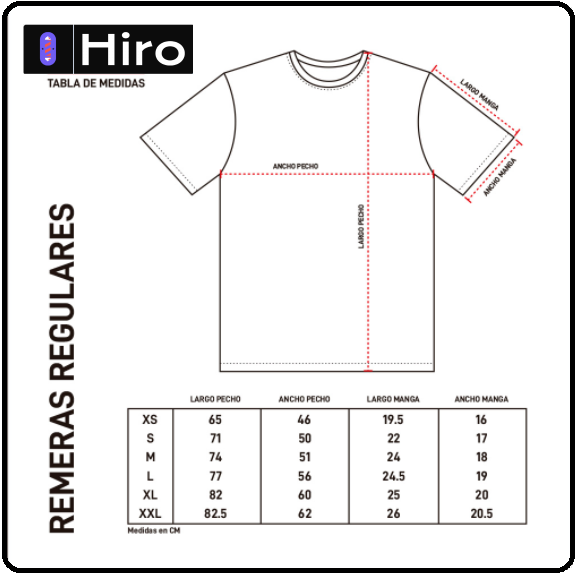 Hiro
TABLA DE MEDIDAS
LARGO MANGA
ANCHO MANGA
ANCHO PECHO
LARGO PECHO
REMERAS REGULARES
LARGO PECHO ANCHO PECHO LARGO MANGA ANCHO MANGA
XS 65 46 19.5 16
S 71 50 22 17
M 74 51 24 18
L 77 56 24.5 19
XL 82 60 25 20
XXL 82.5 62 26 20.5
Medidas en CM